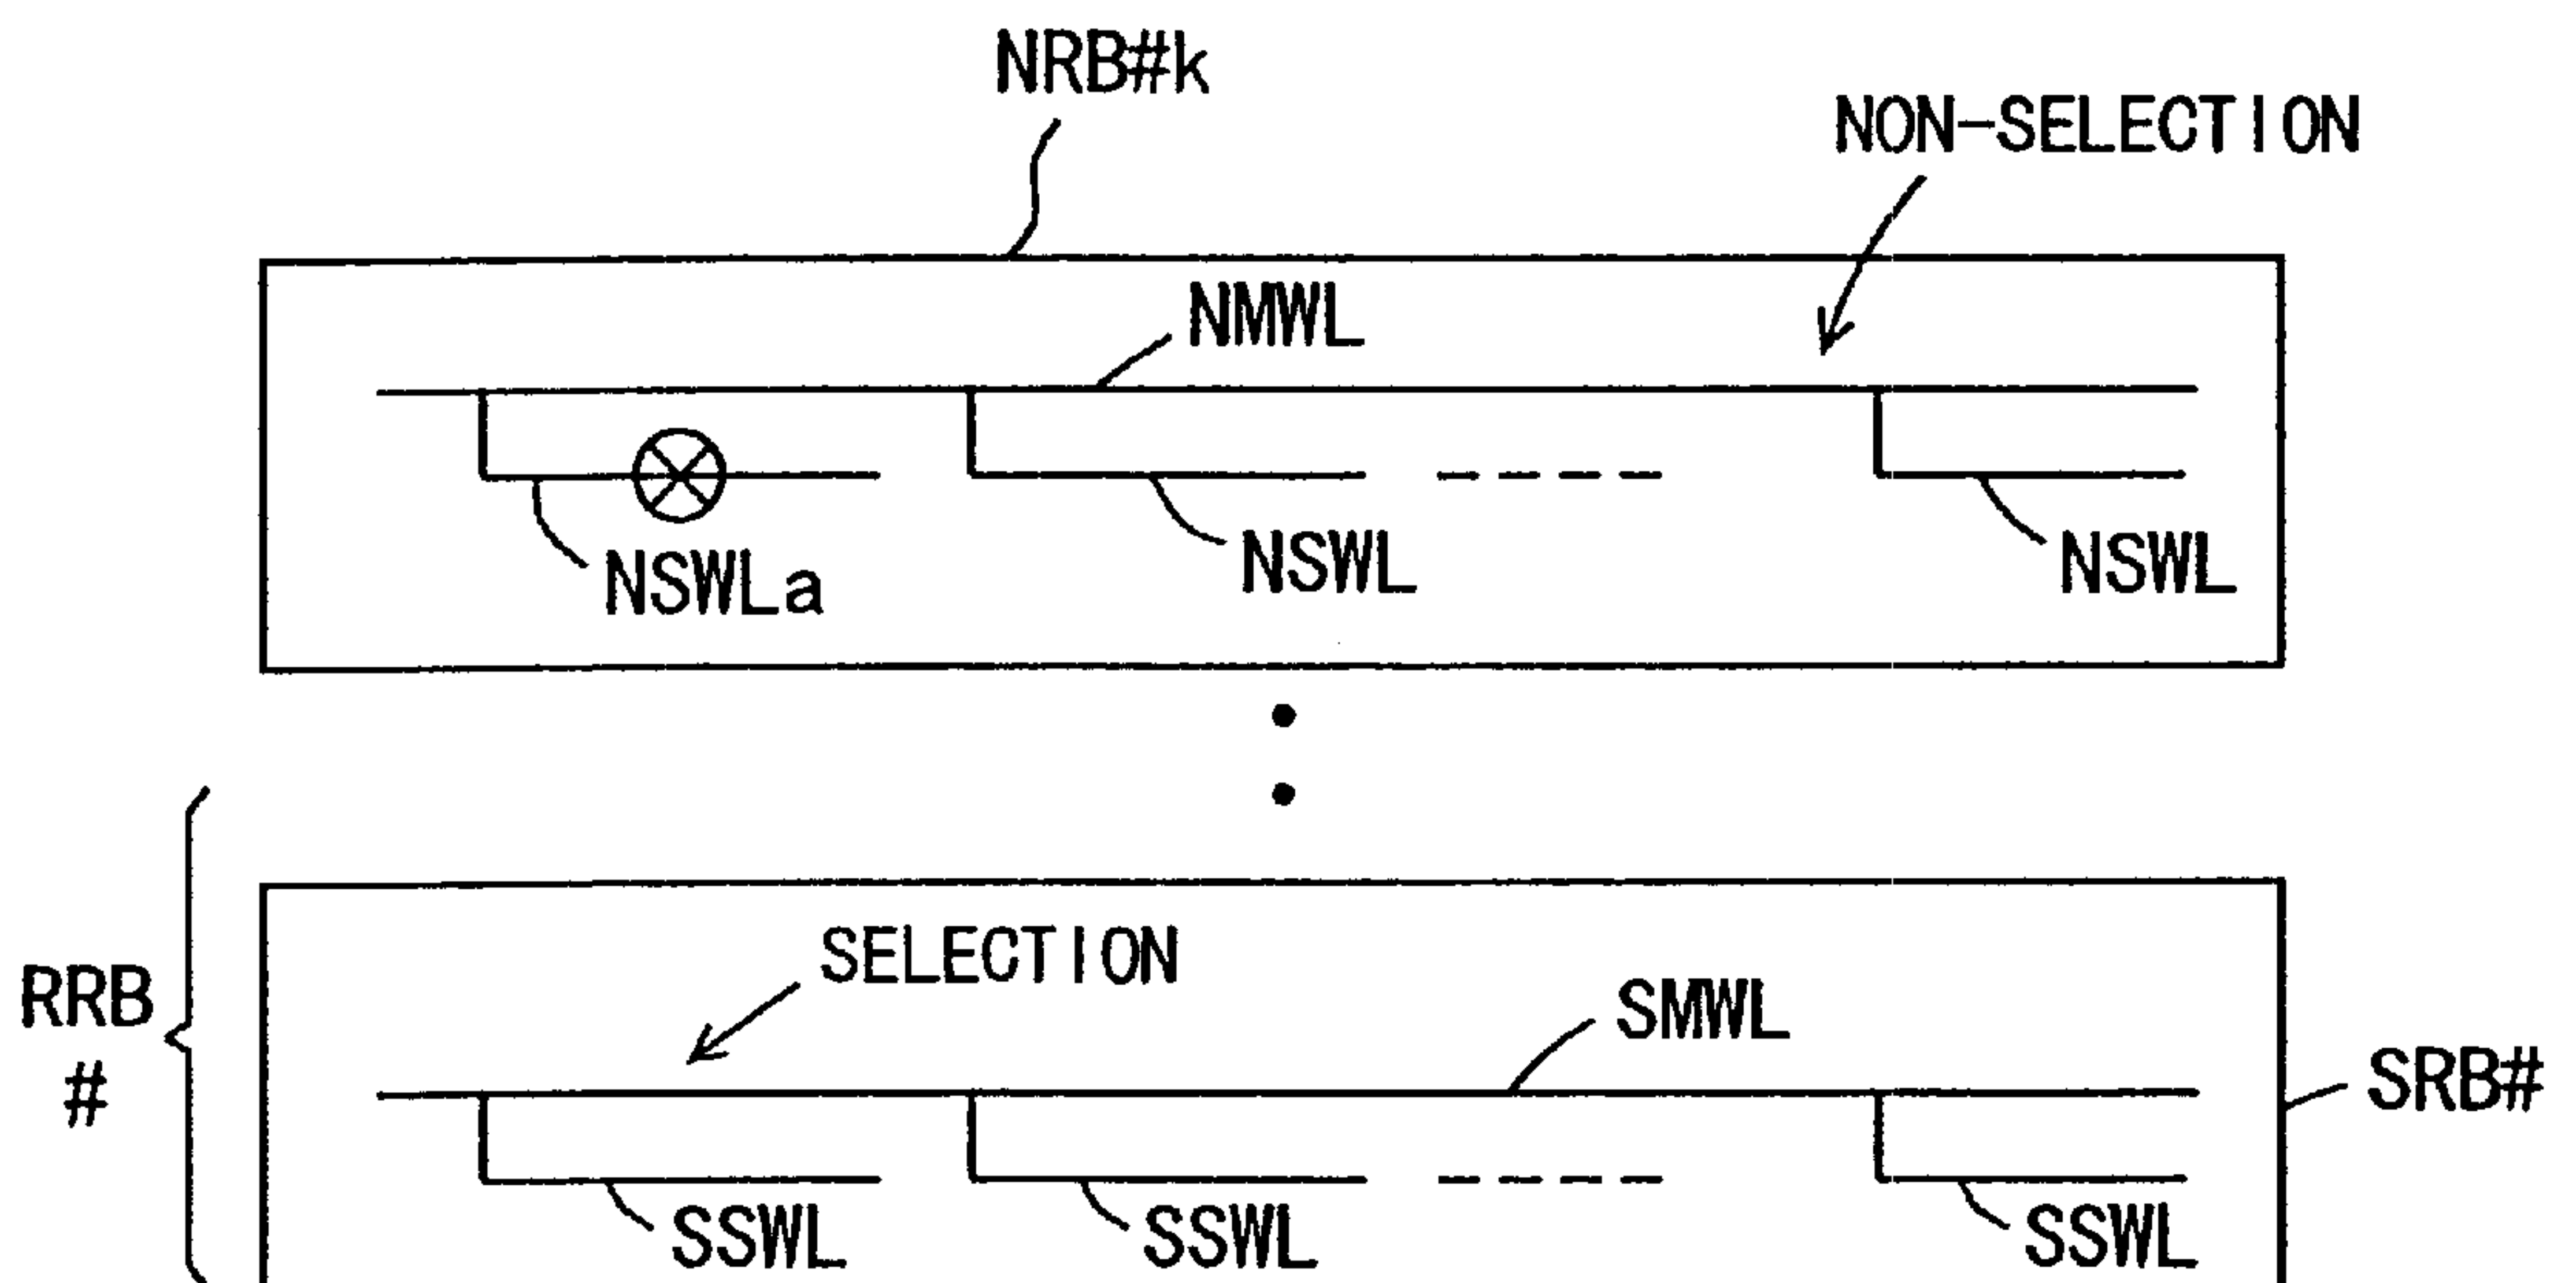 NRB#k
NON-SELECTION
NMWL
NSWLa
NSWL
NSWL
SELECTION
RRB
#
SMWL
SRB#
SSWL
SSWL
SSWL